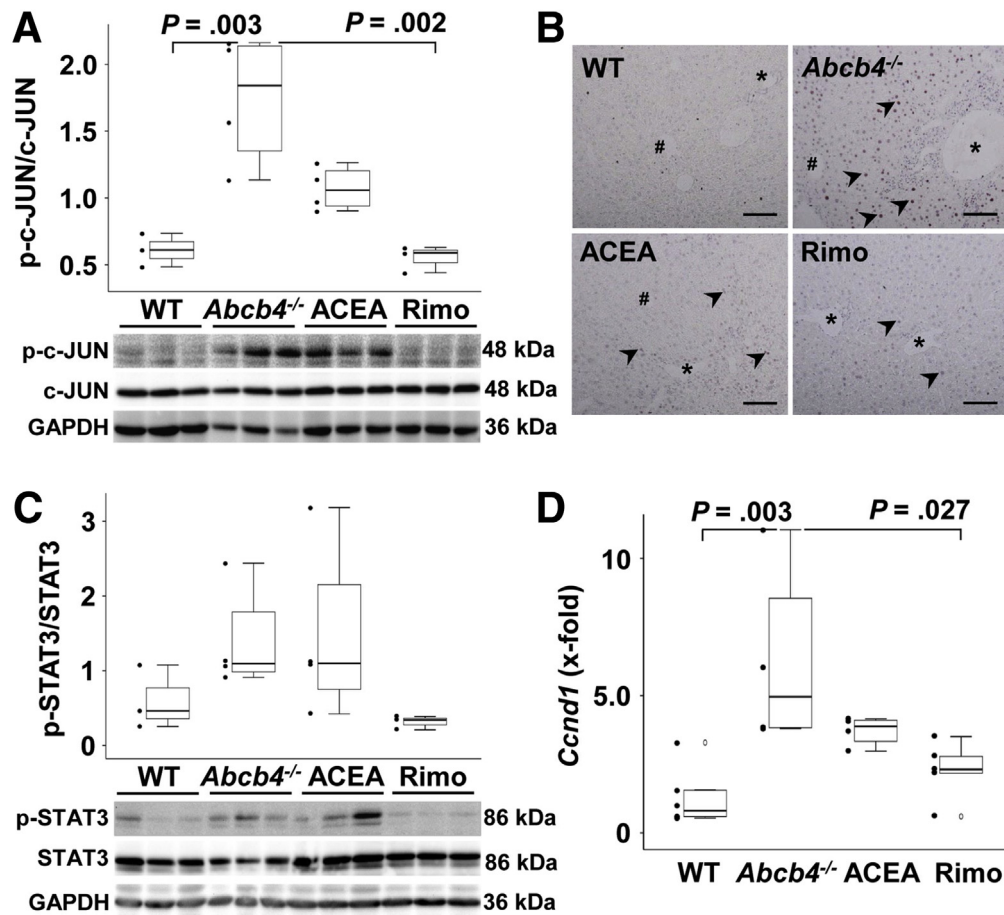 A
P = .003
P = .002
p-c-JUN/c-JUN
2.0
1.5
1.0
0.5
WT Abcb4-/- ACEA Rimo
p-c-JUN 48 kDa
c-JUN 48 kDa
GAPDH 36 kDa
B
WT *
#
Abcb4-/-
# *
ACEA
#
*
Rimo
* *
C
p-STAT3/STAT3
3
2
1
0
WT Abcb4-/- ACEA Rimo
p-STAT3 86 kDa
STAT3 86 kDa
GAPDH 36 kDa
D
P = .003
P = .027
Ccnd1 (x-fold)
10
5.0
0
WT Abcb4-/- ACEA Rimo